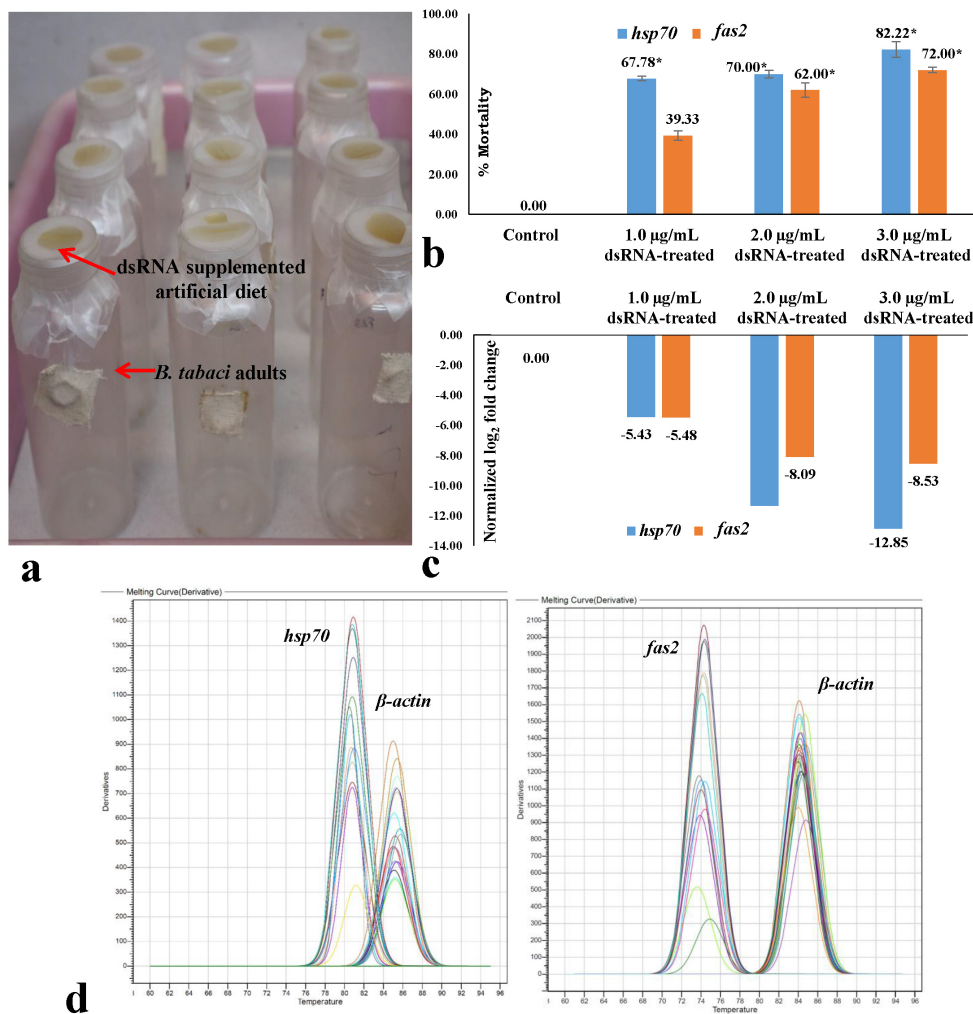 dsRNA supplemented
artificial diet
B. tabaci adults
a
100.00
80.00
60.00
40.00
20.00
0.00
% Mortality
hsp70 fas2
0.00
67.78*
39.33
70.00*
62.00*
82.22*
72.00*
Control
1.0 µg/mL
dsRNA-treated
2.0 µg/mL
dsRNA-treated
3.0 µg/mL
dsRNA-treated
b
Control
1.0 µg/mL
dsRNA-treated
2.0 µg/mL
dsRNA-treated
3.0 µg/mL
dsRNA-treated
0.00
-2.00
-4.00
-6.00
-8.00
-10.00
-12.00
-14.00
Normalized log2 fold change
0.00
-5.43
-5.48
-8.09
-8.53
-12.85
hsp70 fas2
c
Melting Curve(Derivative)
1400
1300
1200
1100
1000
900
800
700
600
500
400
300
200
100
0
Derivatives
hsp70
β-actin
60 62 64 66 68 70 72 74 76 78 80 82 84 86 88 90 92 94 96
Temperature
Melting Curve(Derivative)
2100
2000
1900
1800
1700
1600
1500
1400
1300
1200
1100
1000
900
800
700
600
500
400
300
200
100
0
Derivatives
fas2
β-actin
60 62 64 66 68 70 72 74 76 78 80 82 84 86 88 90 92 94 96
Temperature
d